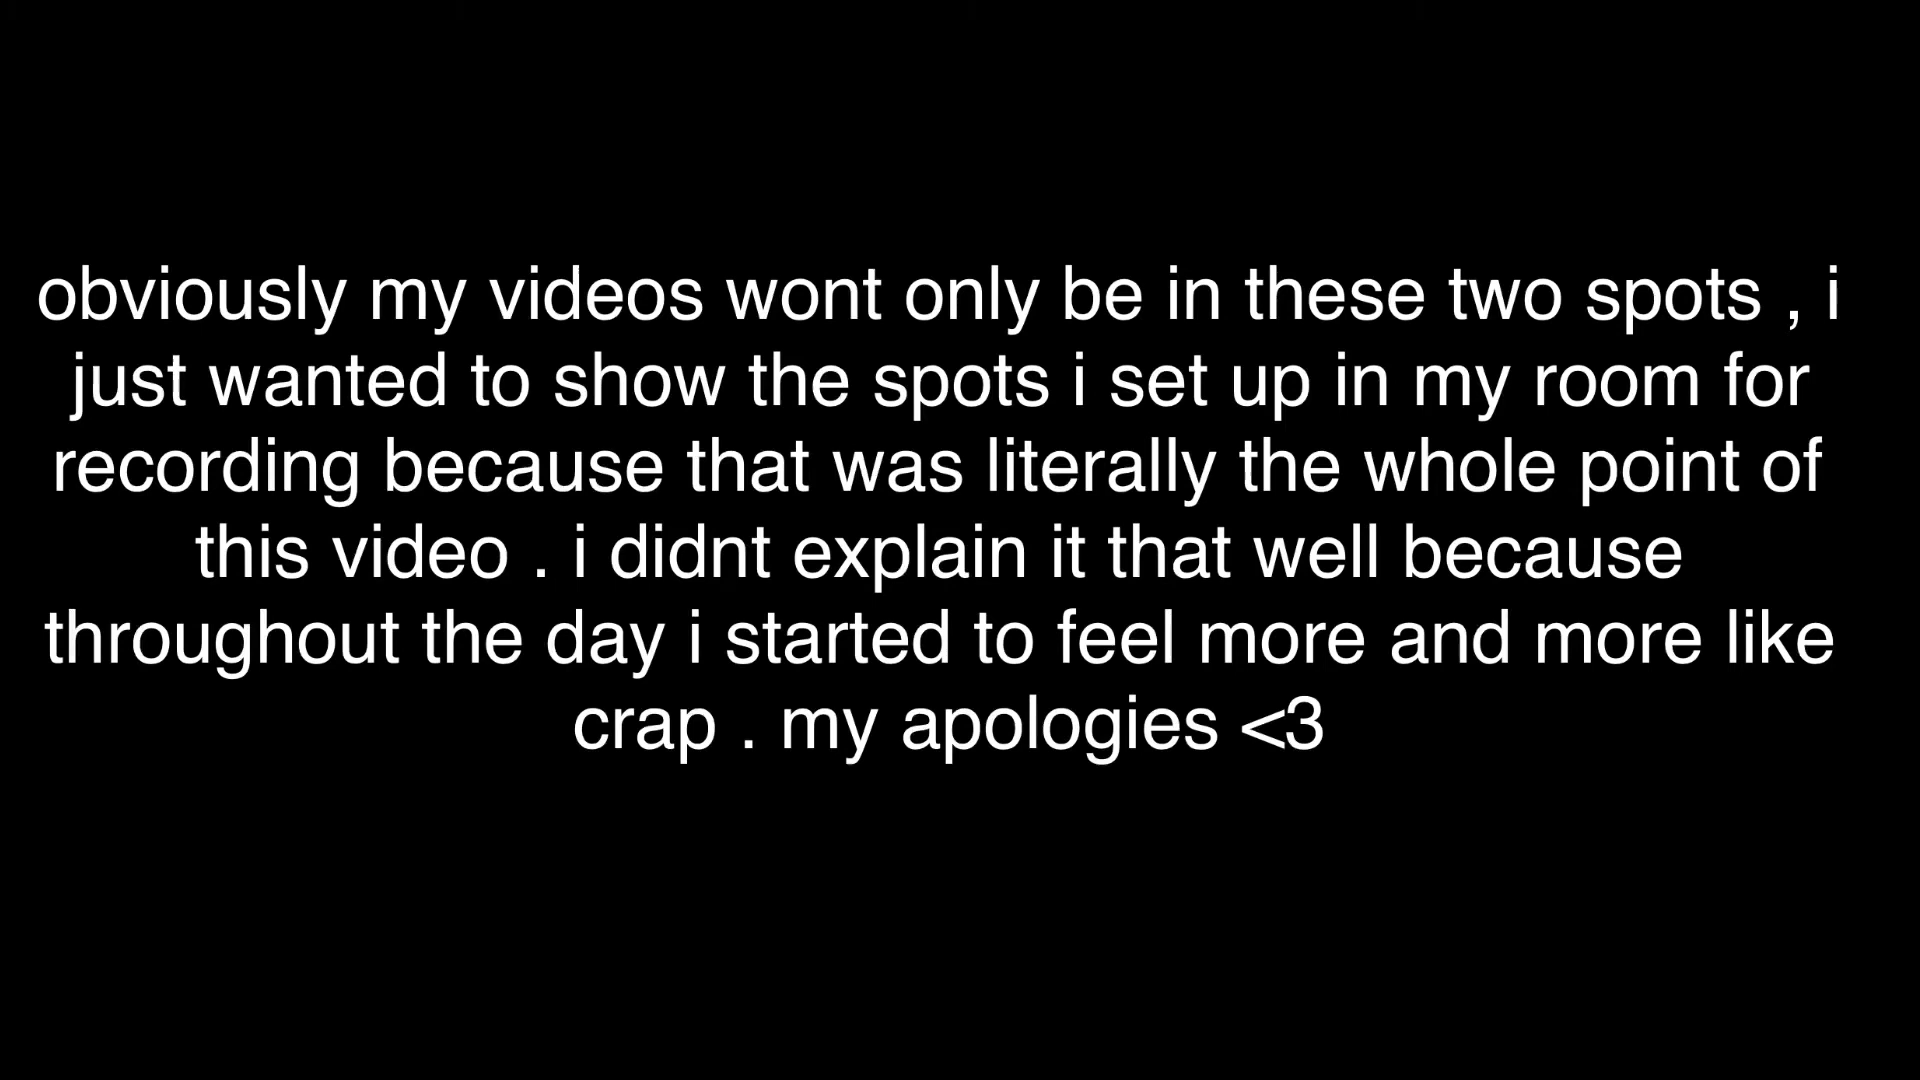 obviously my videos wont only be in these two spots , i
just wanted to show the spots i set up in my room for
recording because that was literally the whole point of
this video . i didnt explain it that well because
throughout the day i started to feel more and more like
crap . my apologies <3